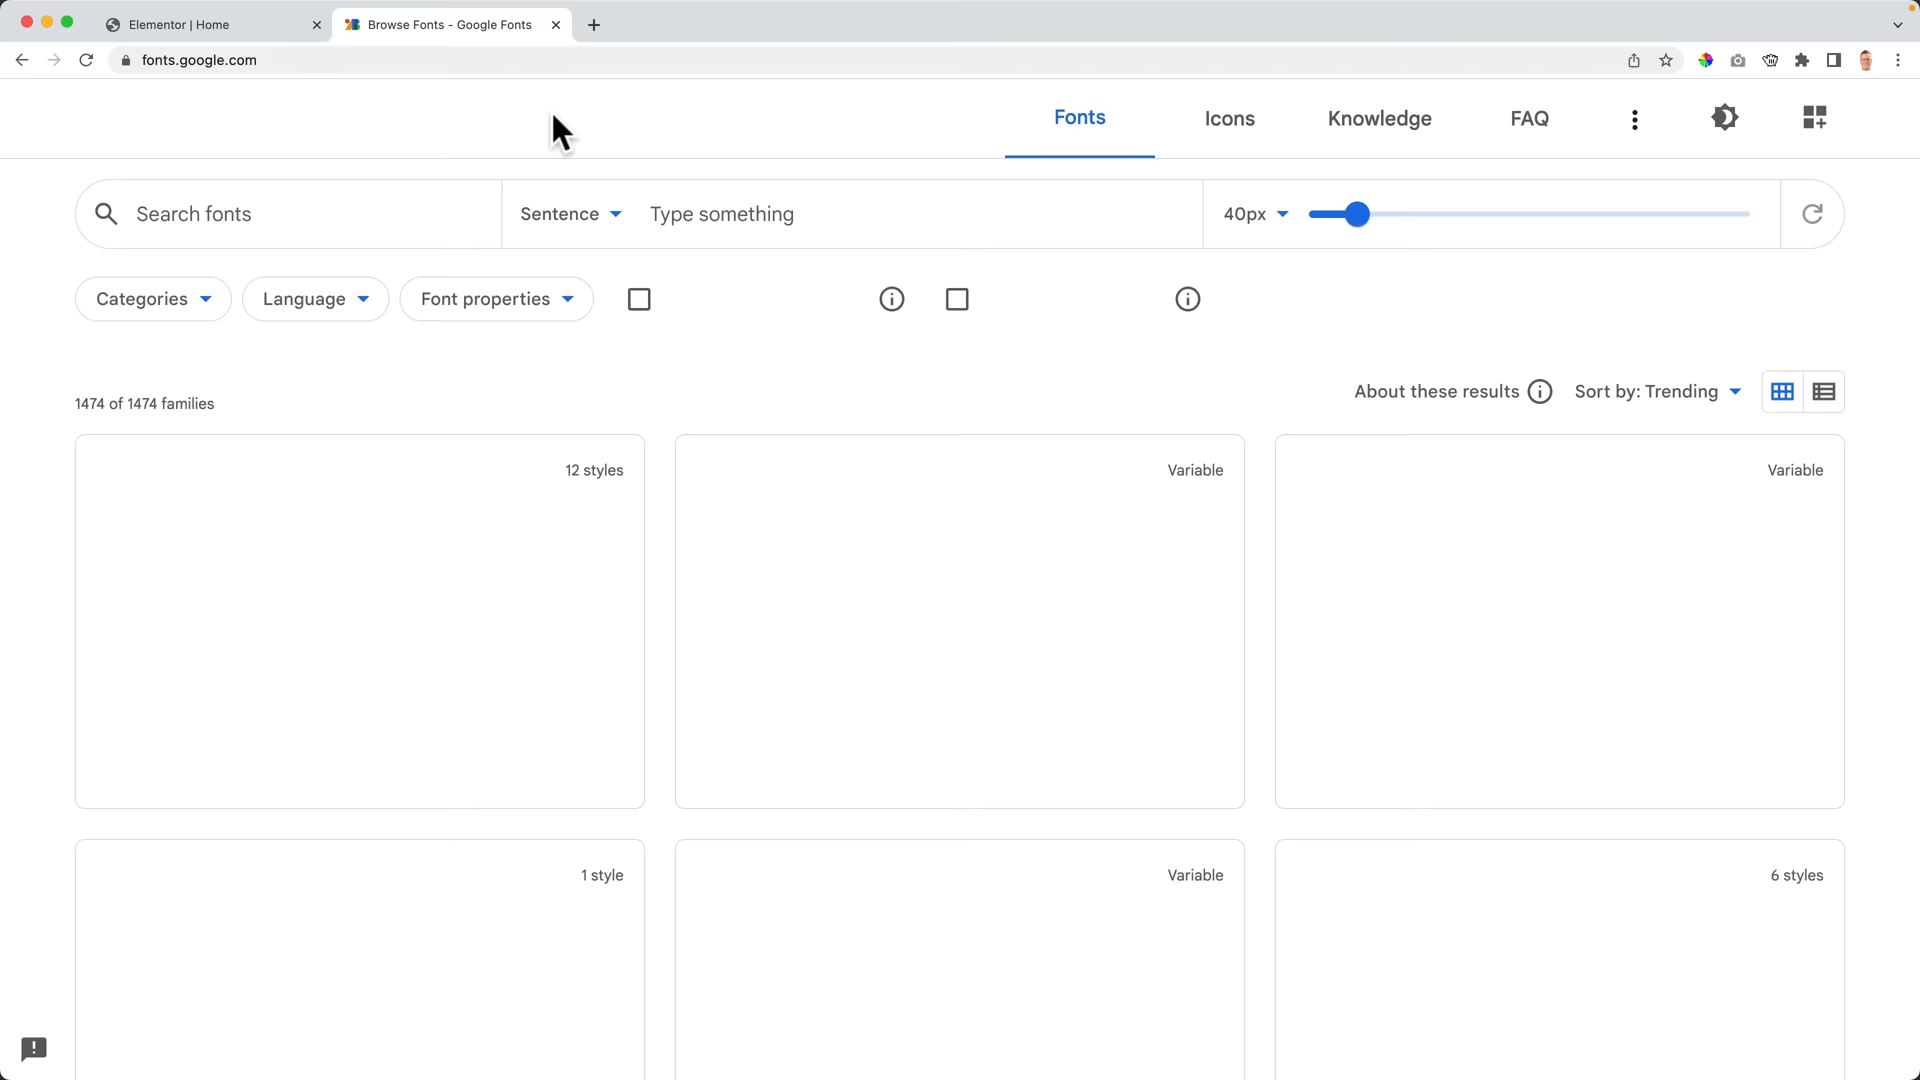 Elementor | Home
Browse Fonts - Google Fonts
fonts.google.com
Fonts
Icons
Knowledge
FAQ
Search fonts
Sentence
Type something
40px
Categories
Language
Font properties
About these results
Sort by: Trending
1474 of 1474 families
12 styles
Variable
Variable
1 style
Variable
6 styles